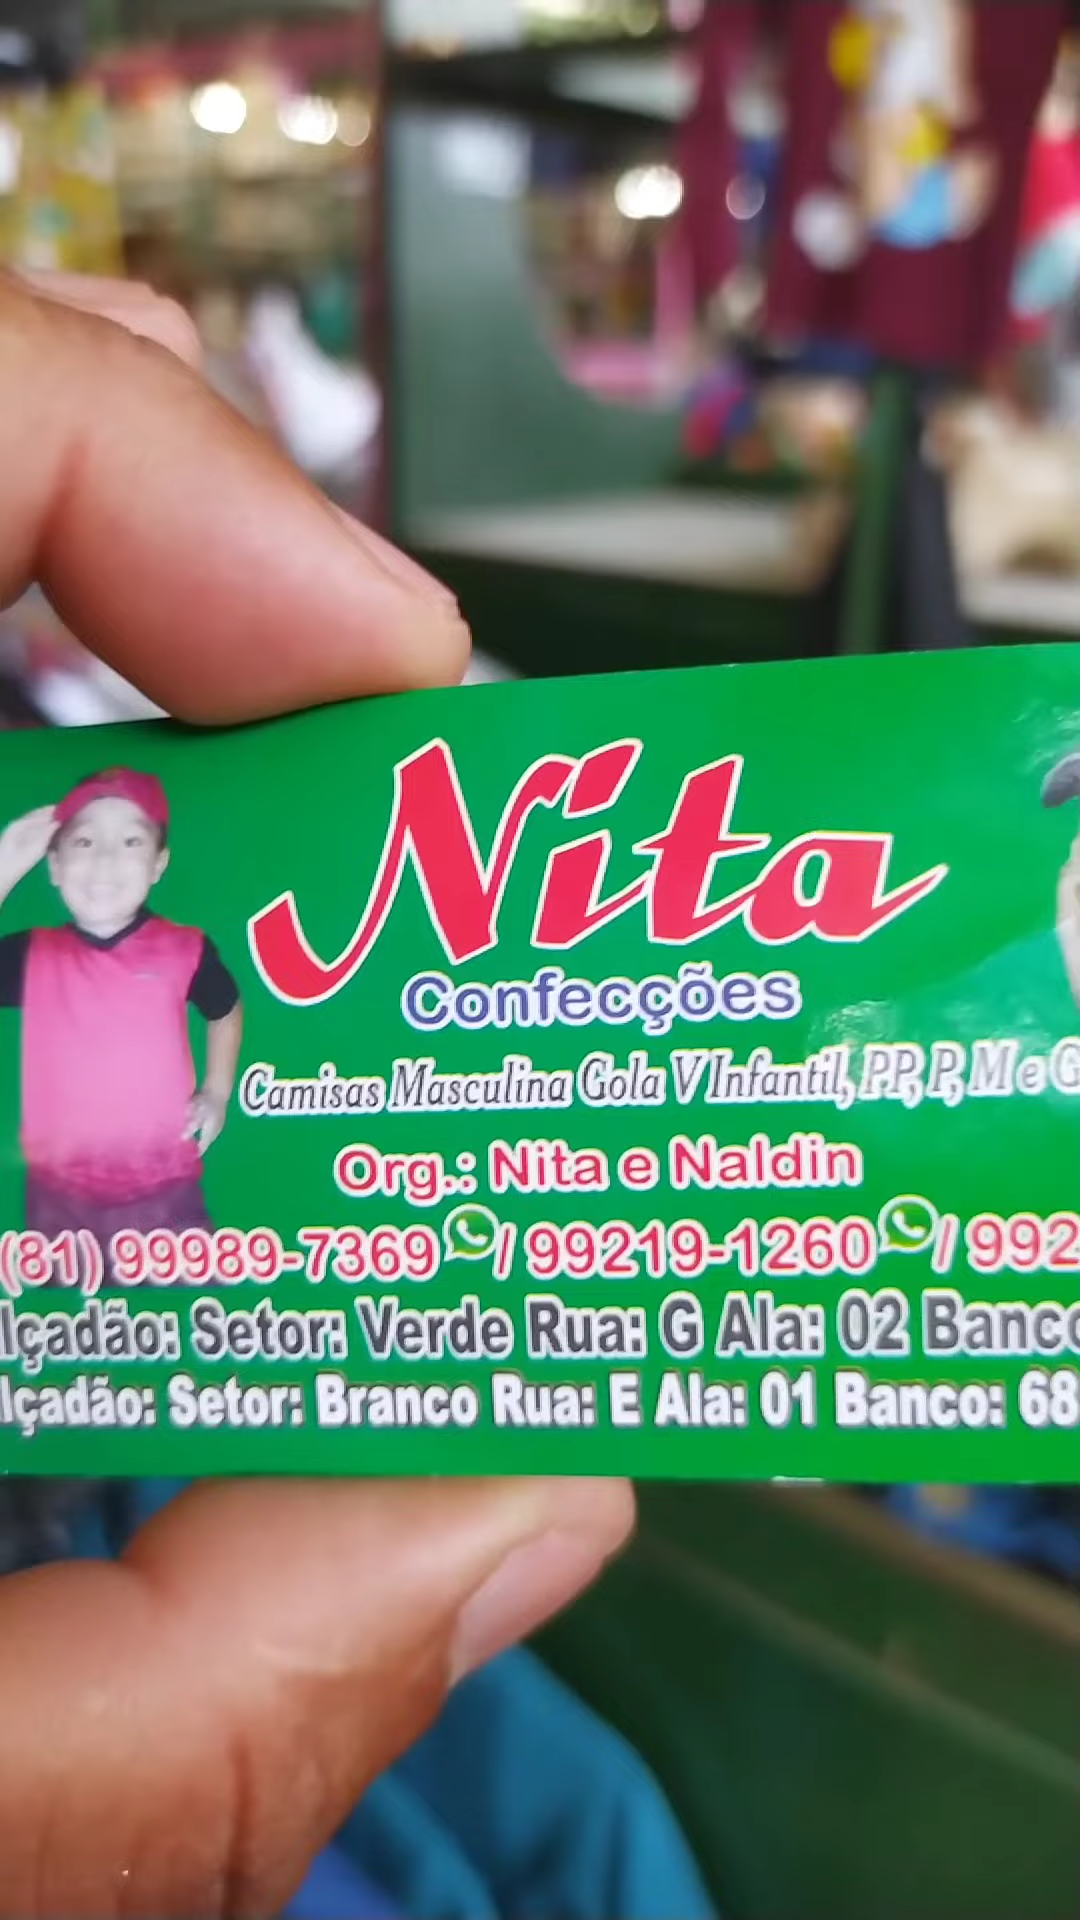 Nita
Confecções
Camisas Masculina Gola V Infantil, PP, P, M e G
Org.: Nita e Naldin
(81) 99989-7369 / 99219-1260 / 992
lçadão: Setor: Verde Rua: G Ala: 02 Banco
lçadão: Setor: Branco Rua: E Ala: 01 Banco: 68